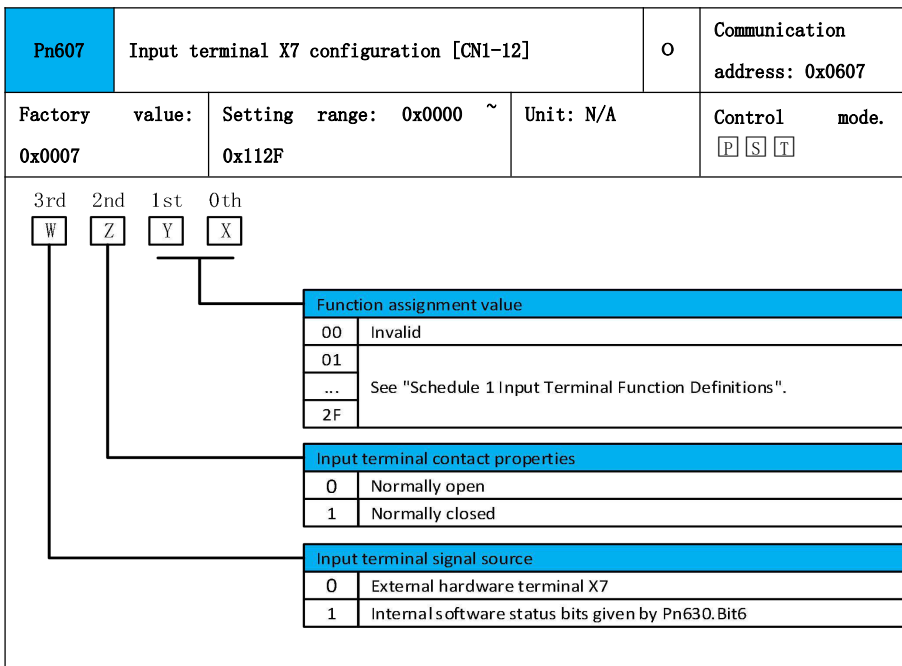 Pn607 Input terminal X7 configuration [CN1-12] O Communication
address: 0x0607
Factory value: Setting range: 0x0000 ~ Unit: N/A Control mode.
0x0007 0x112F P S T
3rd 2nd 1st 0th
W Z Y X
Function assignment value
00 Invalid
01
... See "Schedule 1 Input Terminal Function Definitions".
2F
Input terminal contact properties
0 Normally open
1 Normally closed
Input terminal signal source
0 External hardware terminal X7
1 Internal software status bits given by Pn630.Bit6